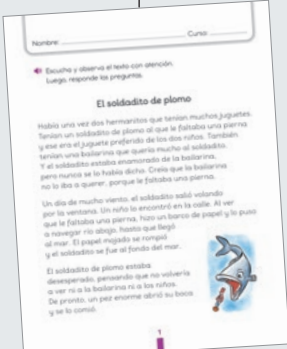 Nombre:
Curso:
Escucha y observa el texto con atención.
Luego, responde las preguntas.
El soldadito de plomo
Había una vez dos hermanitos que tenían muchos juguetes.
Tenían un soldadito de plomo al que le faltaba una pierna
y ese era el juguete preferido de los dos niños. También
tenían una bailarina que quería mucho al soldadito.
Y el soldadito estaba enamorado de la bailarina,
pero nunca se lo había dicho. Creía que la bailarina
no lo iba a querer, porque le faltaba una pierna.
Un día de mucho viento, el soldadito salió volando
por la ventana. Un niño lo encontró en la calle. Al ver
que le faltaba una pierna, hizo un barco de papel y lo puso
a navegar río abajo, hasta que llegó
al mar. El papel mojado se rompió
y el soldadito se fue al fondo del mar.
El soldadito de plomo estaba
desesperado, pensando que no volvería
a ver ni a la bailarina ni a los niños.
De pronto, un pez enorme abrió su boca
y se lo comió.
1